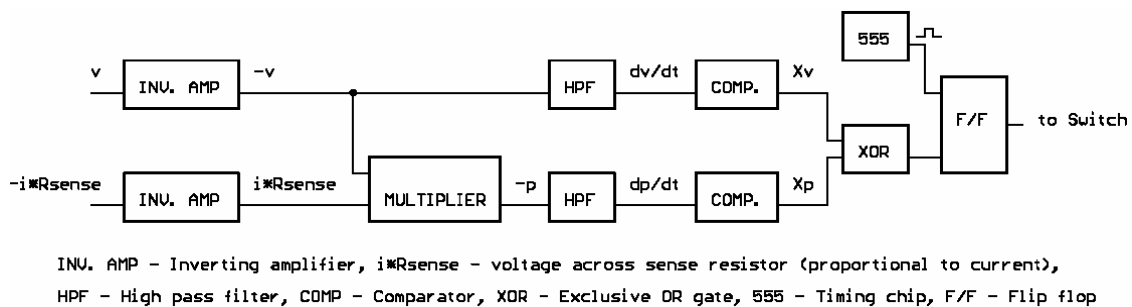 555
v
INV. AMP
-v
HPF
dv/dt
COMP.
Xv
F/F
to Switch
XOR
-i*Rsense
INV. AMP
i*Rsense
MULTIPLIER
-p
HPF
dp/dt
COMP.
Xp
INV. AMP - Inverting amplifier, i*Rsense - voltage across sense resistor (proportional to current),
HPF - High pass filter, COMP - Comparator, XOR - Exclusive OR gate, 555 - Timing chip, F/F - Flip flop